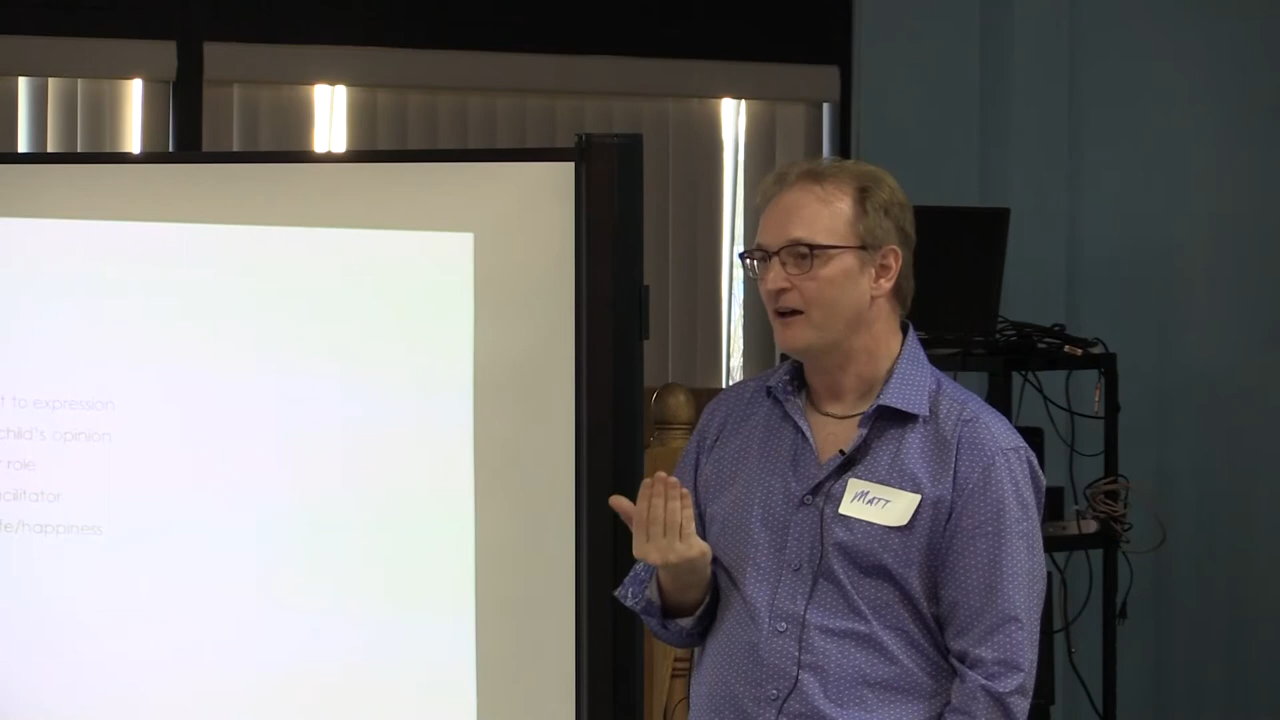 t to expression
child's opinion
role
cilitator
fe/happiness
MATT